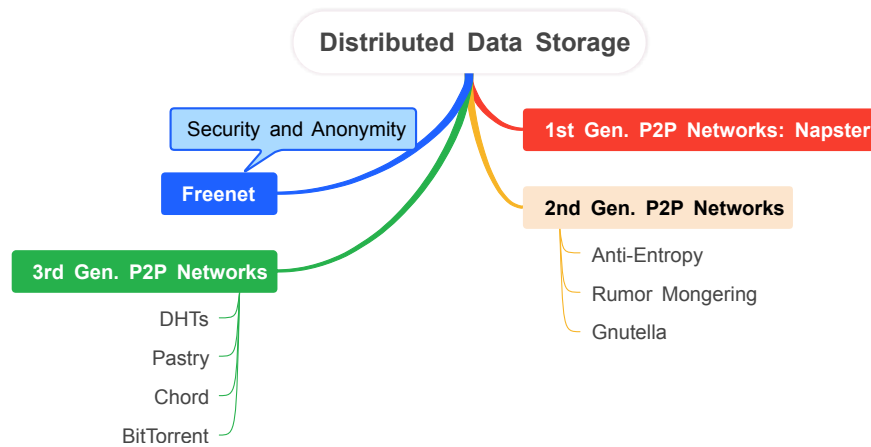 Distributed Data Storage
Security and Anonymity
Freenet
1st Gen. P2P Networks: Napster
2nd Gen. P2P Networks
Anti-Entropy
Rumor Mongering
Gnutella
3rd Gen. P2P Networks
DHTs
Pastry
Chord
BitTorrent